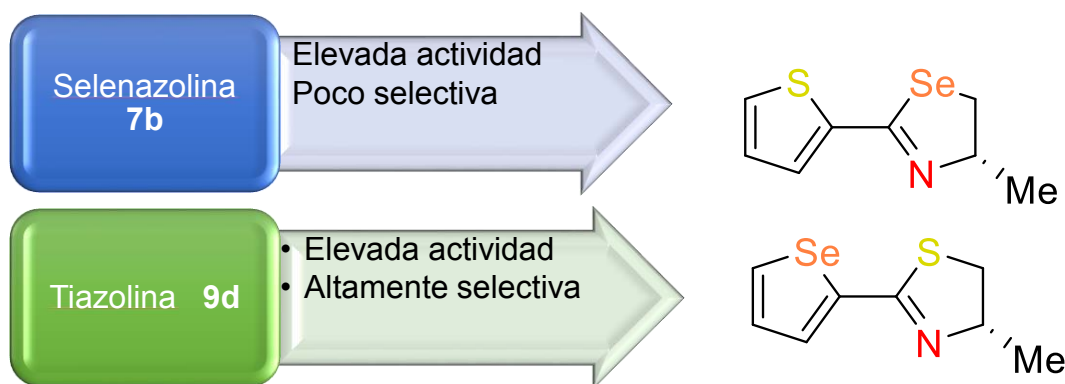 Selenazolina
7b
Elevada actividad
Poco selectiva
S
Se
N
Me
Tiazolina 9d
• Elevada actividad
• Altamente selectiva
Se
S
N
Me